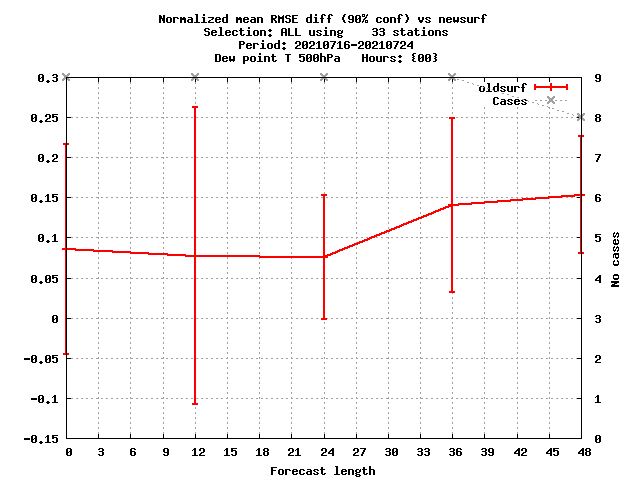 Normalized mean RMSE diff (90% conf) vs newsurf
Selection: ALL using    33 stations
Period: 20210716-20210724
Dew point T 500hPa   Hours: {00}
oldsurf
Cases
0.3
0.25
0.2
0.15
0.1
0.05
0
-0.05
-0.1
-0.15
9
8
7
6
5
4
3
2
1
0
No cases
0 3 6 9 12 15 18 21 24 27 30 33 36 39 42 45 48
Forecast length